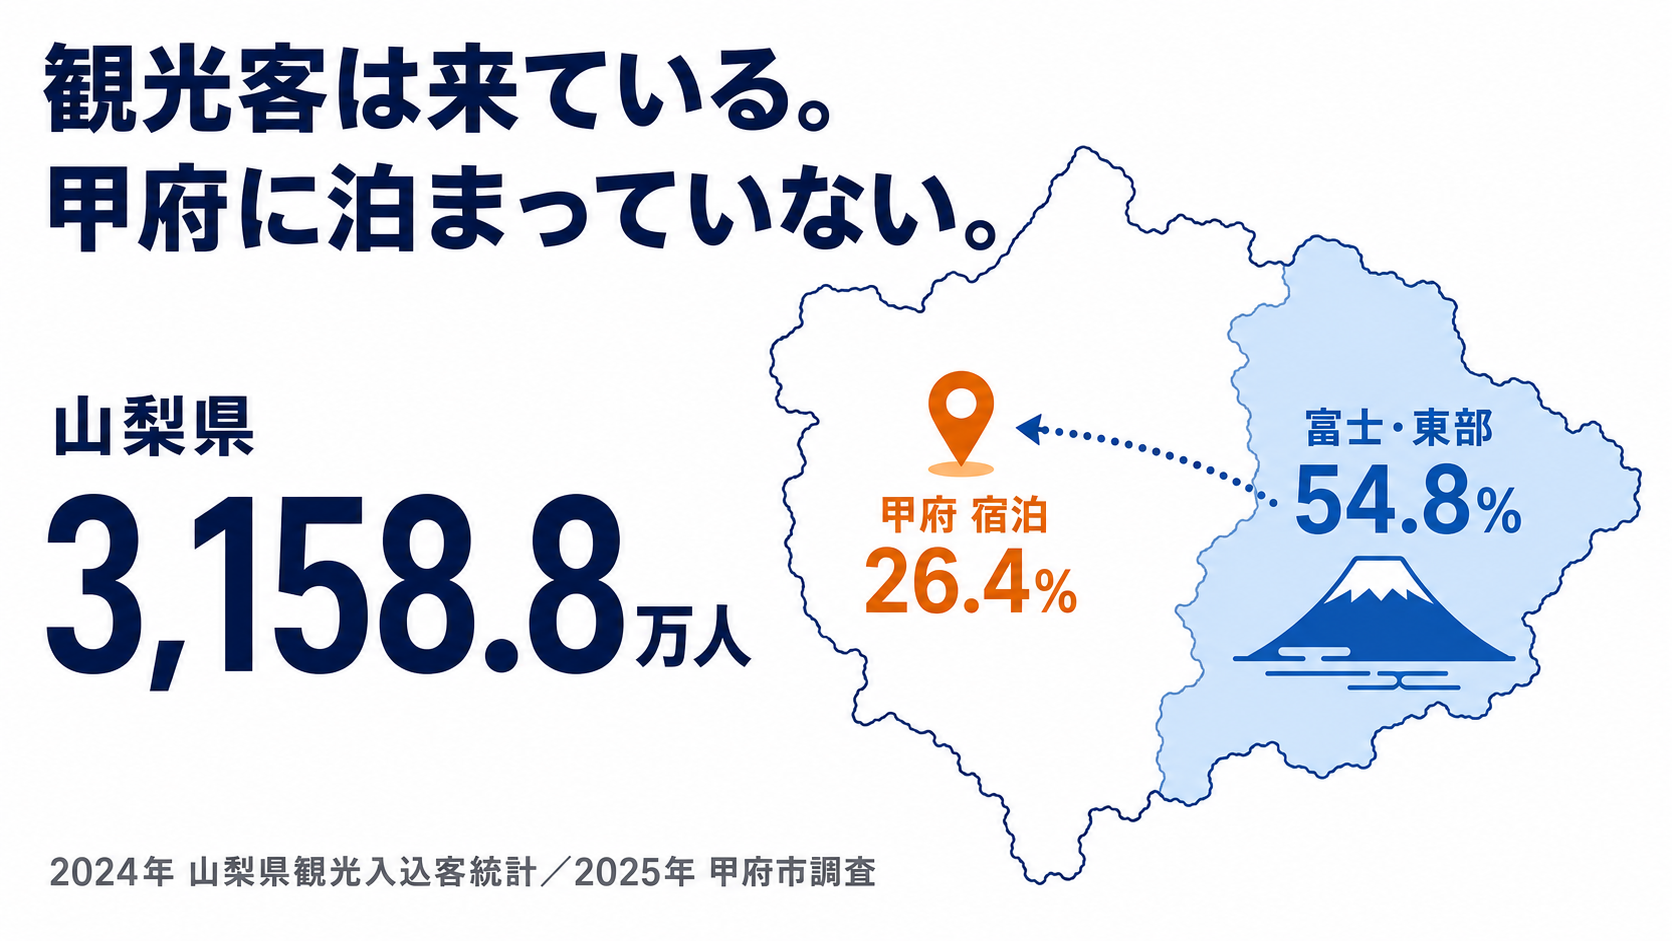 観光客は来ている。
甲府に泊まっていない。
山梨県
3,158.8万人
甲府 宿泊
26.4%
富士・東部
54.8%
2024年 山梨県観光入込客統計／2025年 甲府市調査